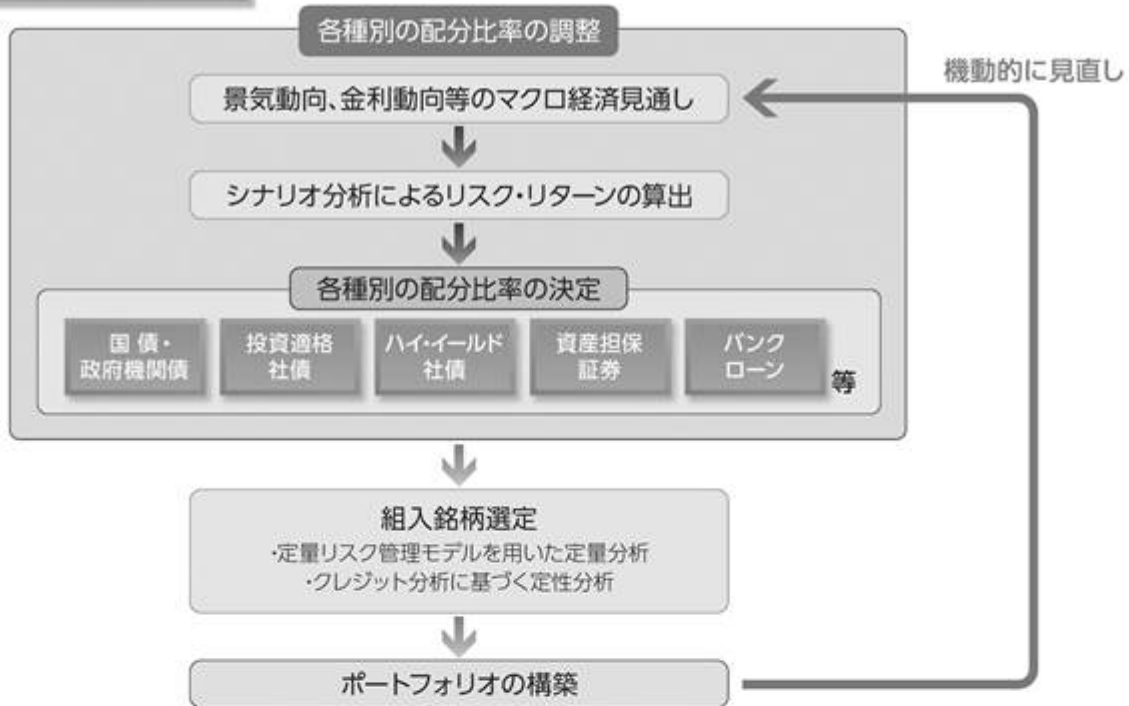 各種別の配分比率の調整
機動的に見直し
景気動向、金利動向等のマクロ経済見通し
シナリオ分析によるリスク・リターンの算出
各種別の配分比率の決定
国 債・
政府機関債
投資適格
社債
ハイ・イールド
社債
資産担保
証券
バンク
ローン
等
組入銘柄選定
・定量リスク管理モデルを用いた定量分析
・クレジット分析に基づく定性分析
ポートフォリオの構築